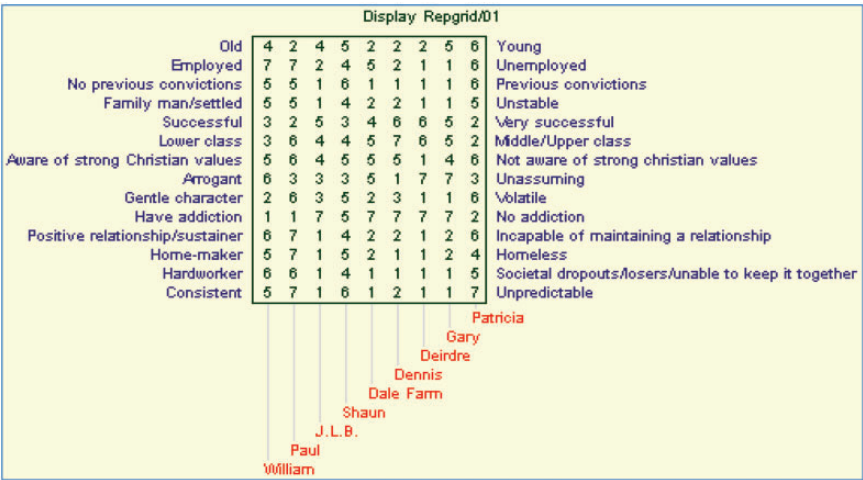 Display Repgrid/01
Old 4 2 4 5 2 2 2 5 6 Young
Employed 7 7 2 4 5 2 1 1 6 Unemployed
No previous convictions 5 5 1 6 1 1 1 1 6 Previous convictions
Family man/settled 5 5 1 4 2 2 1 1 5 Unstable
Successful 3 2 5 3 4 6 6 5 2 Very successful
Lower class 3 6 4 4 5 7 6 5 2 Middle/Upper class
Aware of strong Christian values 5 6 4 5 5 5 1 4 6 Not aware of strong christian values
Arrogant 6 3 3 3 5 1 7 7 3 Unassuming
Gentle character 2 6 3 5 2 3 1 1 6 Volatile
Have addiction 1 1 7 5 7 7 7 7 2 No addiction
Positive relationship/sustainer 6 7 1 4 2 2 1 2 6 Incapable of maintaining a relationship
Home-maker 5 7 1 5 2 1 1 2 4 Homeless
Hardworker 6 6 1 4 1 1 1 1 5 Societal dropouts/losers/unable to keep it together
Consistent 5 7 1 6 1 2 1 1 7 Unpredictable
Patricia
Gary
Deirdre
Dennis
Dale Farm
Shaun
J.L.B.
Paul
William